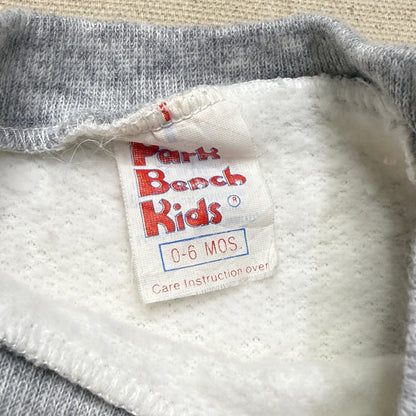 Park
Bench
Kids ®
0-6 MOS.
Care Instruction over